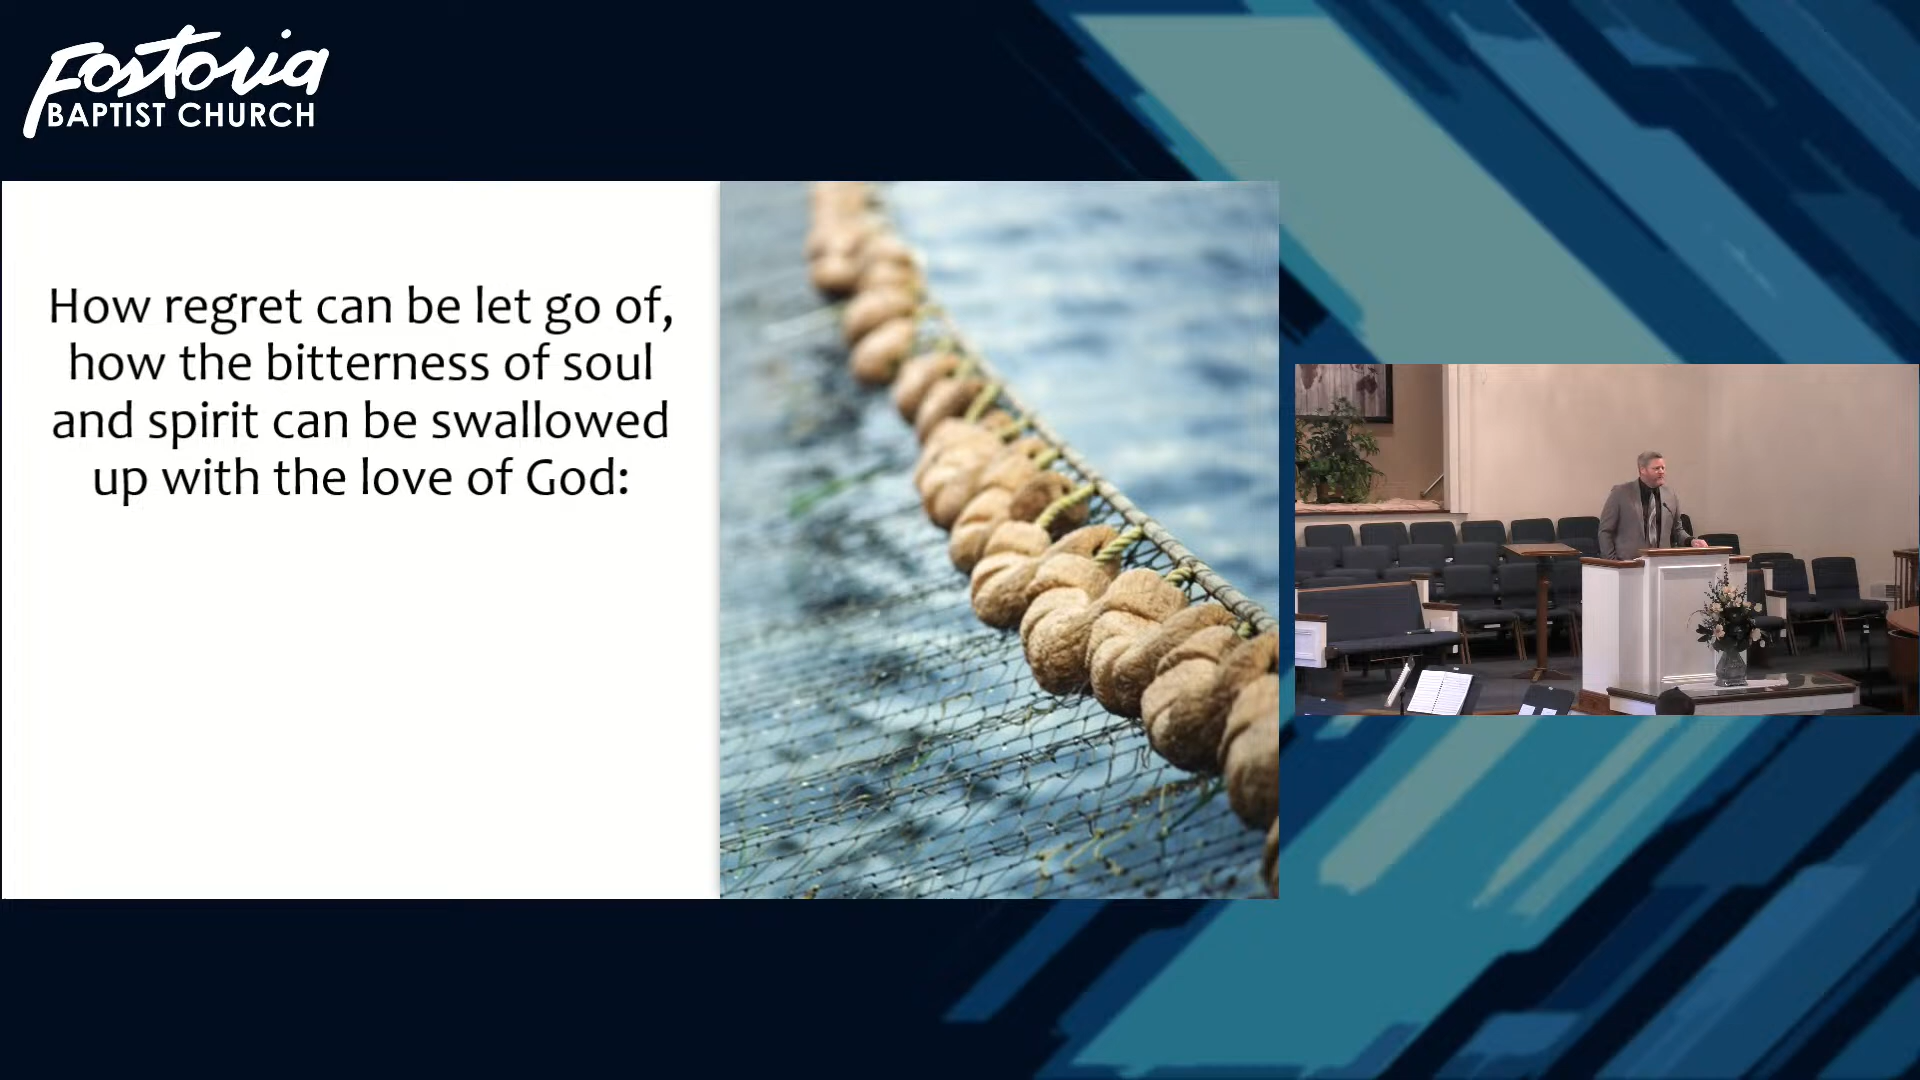 Fostoria
BAPTIST CHURCH
How regret can be let go of,
how the bitterness of soul
and spirit can be swallowed
up with the love of God: